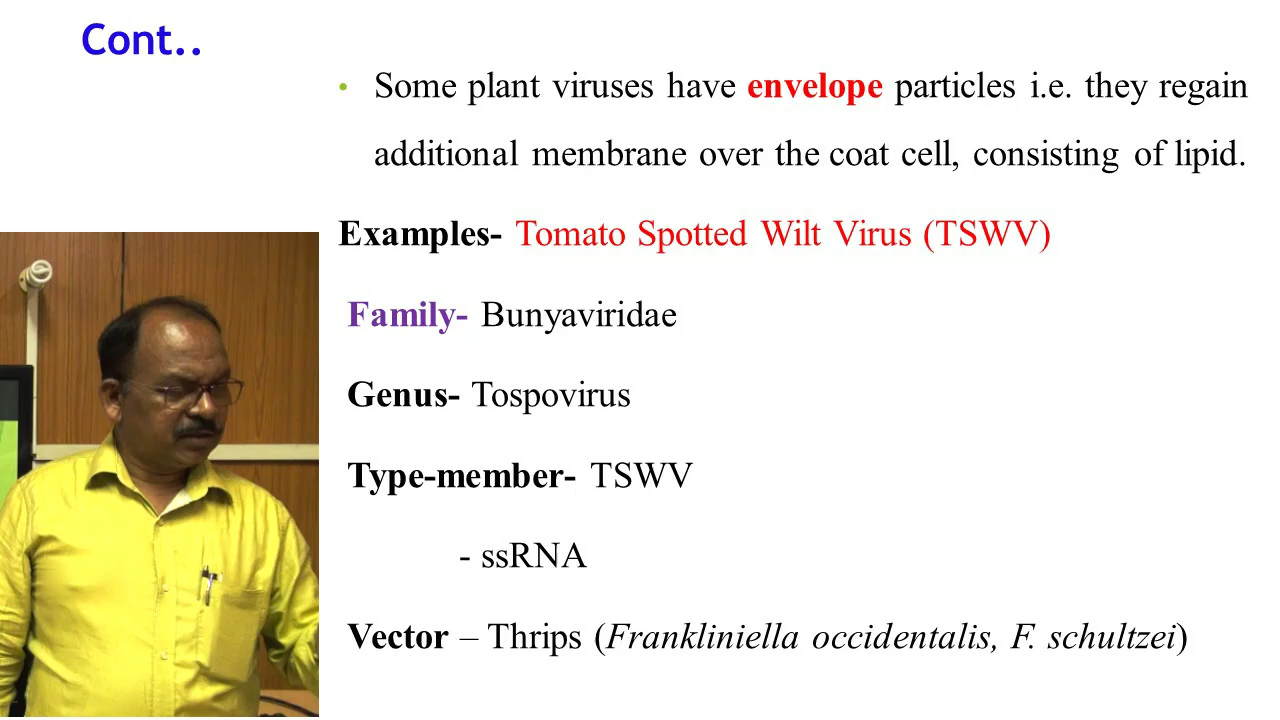 Cont..
• Some plant viruses have envelope particles i.e. they regain
additional membrane over the coat cell, consisting of lipid.
Examples- Tomato Spotted Wilt Virus (TSWV)
Family- Bunyaviridae
Genus- Tospovirus
Type-member- TSWV
- ssRNA
Vector – Thrips (Frankliniella occidentalis, F. schultzei)